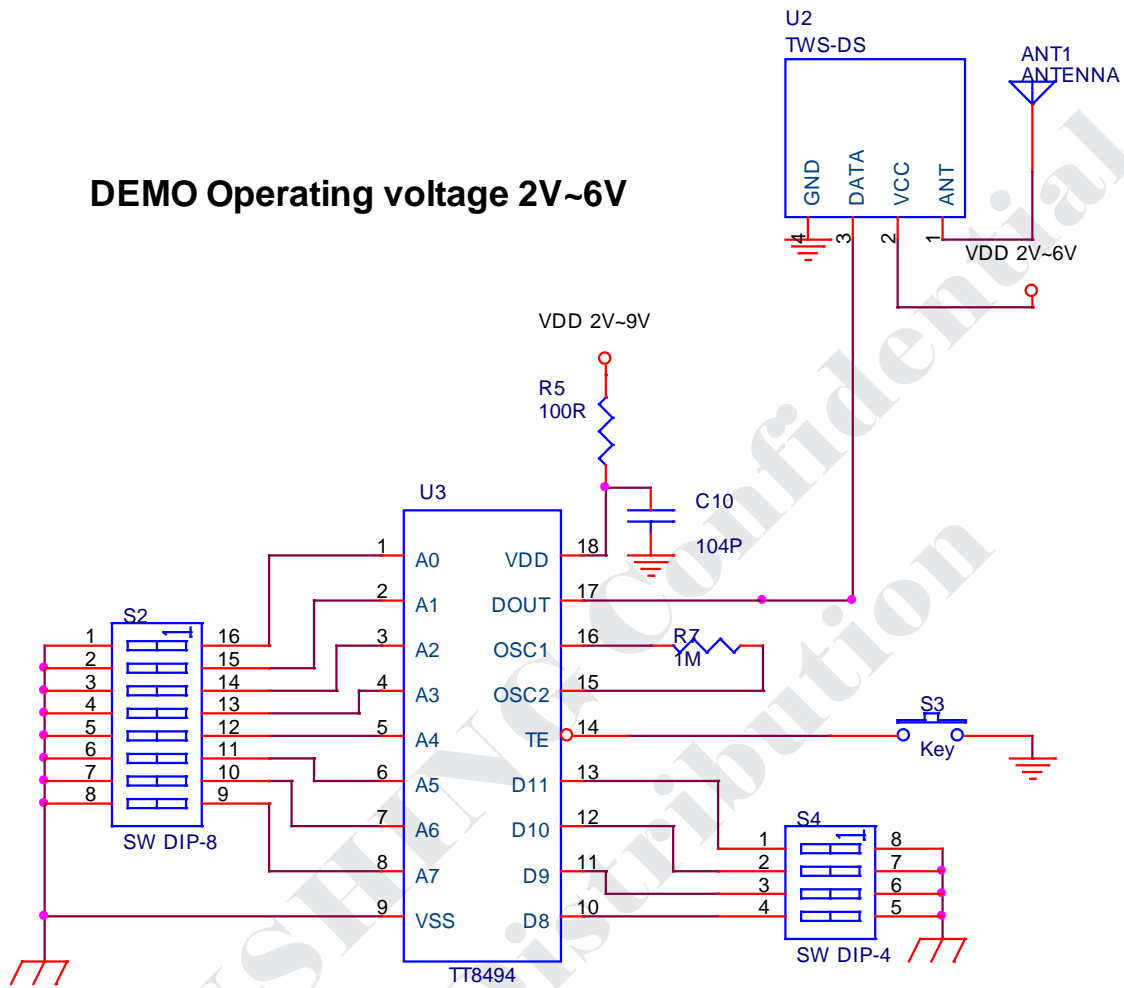 U2
TWS-DS
ANT1
ANTENNA
GND
DATA
VCC
ANT
4
3
2
1
DEMO Operating voltage 2V~6V
VDD 2V~6V
VDD 2V~9V
R5
100R
C10
104P
U3
1
A0
VDD
18
2
A1
DOUT
17
3
A2
OSC1
16
4
A3
OSC2
15
5
A4
TE
14
6
A5
D11
13
7
A6
D10
12
8
A7
D9
11
9
VSS
D8
10
TT8494
R7
1M
S2
1
16
2
15
3
14
4
13
5
12
6
11
7
10
8
9
SW DIP-8
S3
Key
S4
1
8
2
7
3
6
4
5
SW DIP-4
Confidential
SHING
istribution